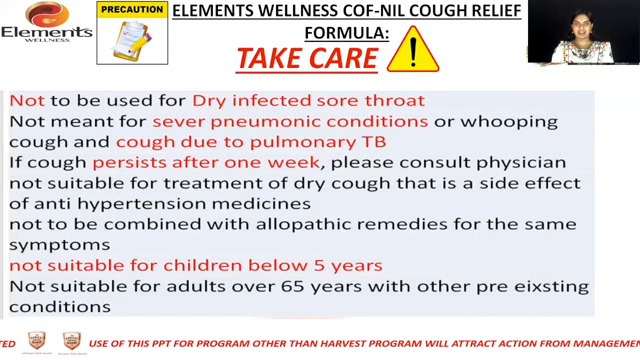 Elements
WELLNESS
PRECAUTION
ELEMENTS WELLNESS COF-NIL COUGH RELIEF
FORMULA:
TAKE CARE
Not to be used for Dry infected sore throat
Not meant for sever pneumonic conditions or whooping
cough and cough due to pulmonary TB
If cough persists after one week, please consult physician
not suitable for treatment of dry cough that is a side effect
of anti hypertension medicines
not to be combined with allopathic remedies for the same
symptoms
not suitable for children below 5 years
Not suitable for adults over 65 years with other pre eixsting
conditions
TED USE OF THIS PPT FOR PROGRAM OTHER THAN HARVEST PROGRAM WILL ATTRACT ACTION FROM MANAGEME